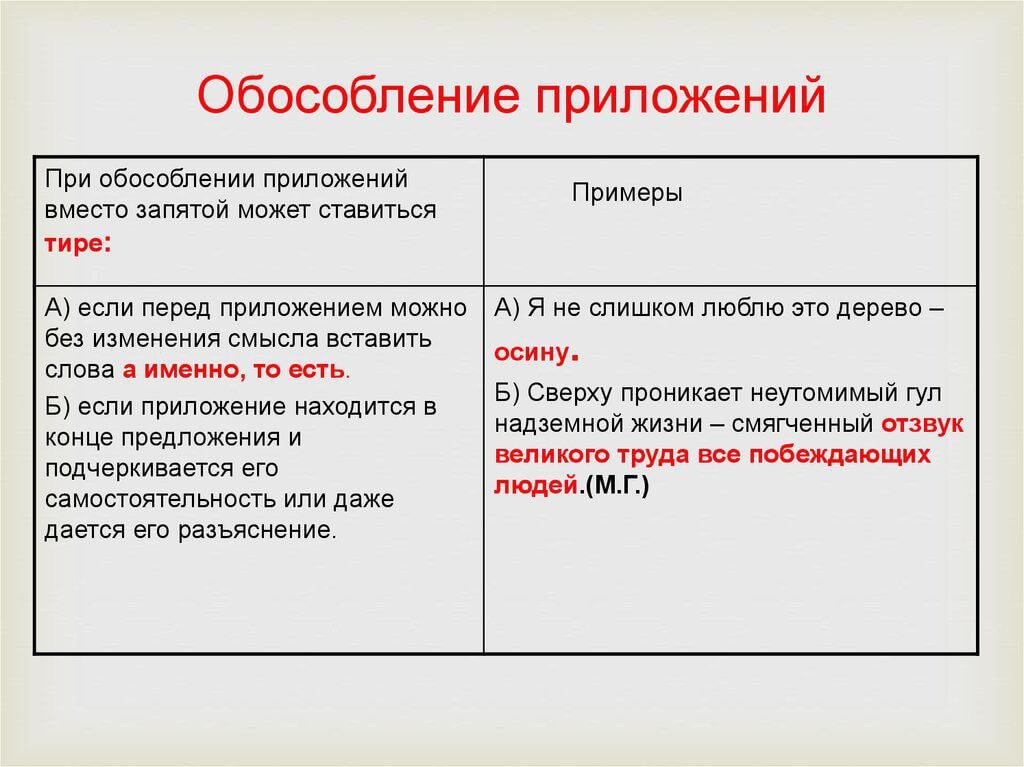 Обособление приложений
При обособлении приложений
вместо запятой может ставиться
тире:
Примеры
А) если перед приложением можно
без изменения смысла вставить
слова а именно, то есть.
Б) если приложение находится в
конце предложения и
подчеркивается его
самостоятельность или даже
дается его разъяснение.
А) Я не слишком люблю это дерево –
осину.
Б) Сверху проникает неутомимый гул
надземной жизни – смягченный отзвук
великого труда все побеждающих
людей.(М.Г.)